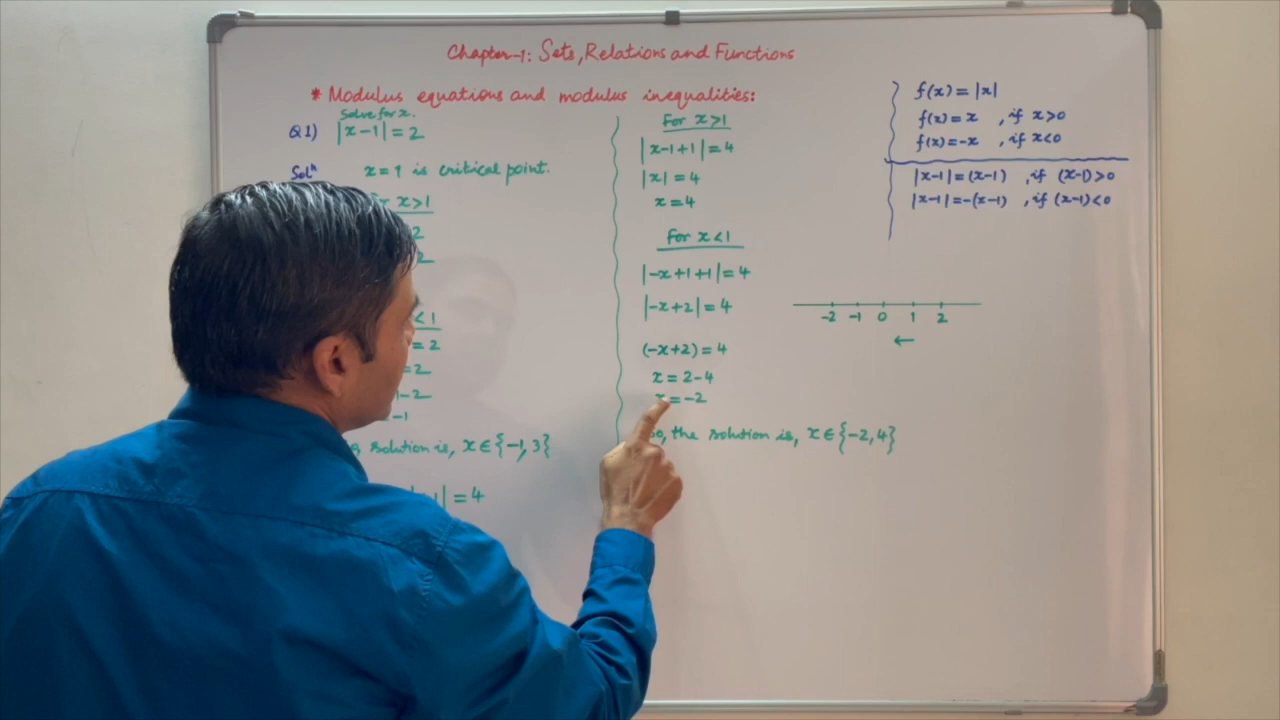 Chapter-1: Sets, Relations and Functions
* Modulus equations and modulus inequalities:
Solve for x.
Q1) |x-1| = 2
Solⁿ x = 1 is critical point.
x>1
2
2
< 1
= 2
=2
1-2
-1
solution is, x ∈ {-1, 3}
= 4
For x>1
|x-1+1| = 4
|x| = 4
x = 4
For x<1
|-x+1+1| = 4
|-x+2| = 4
(-x+2) = 4
x = 2-4
= -2
the solution is, x ∈ {-2, 4}
f(x) = |x|
f(x) = x , if x>0
f(x) = -x , if x<0
|x-1| = (x-1) , if (x-1)>0
|x-1| = -(x-1) , if (x-1)<0
-2 -1 0 1 2
←